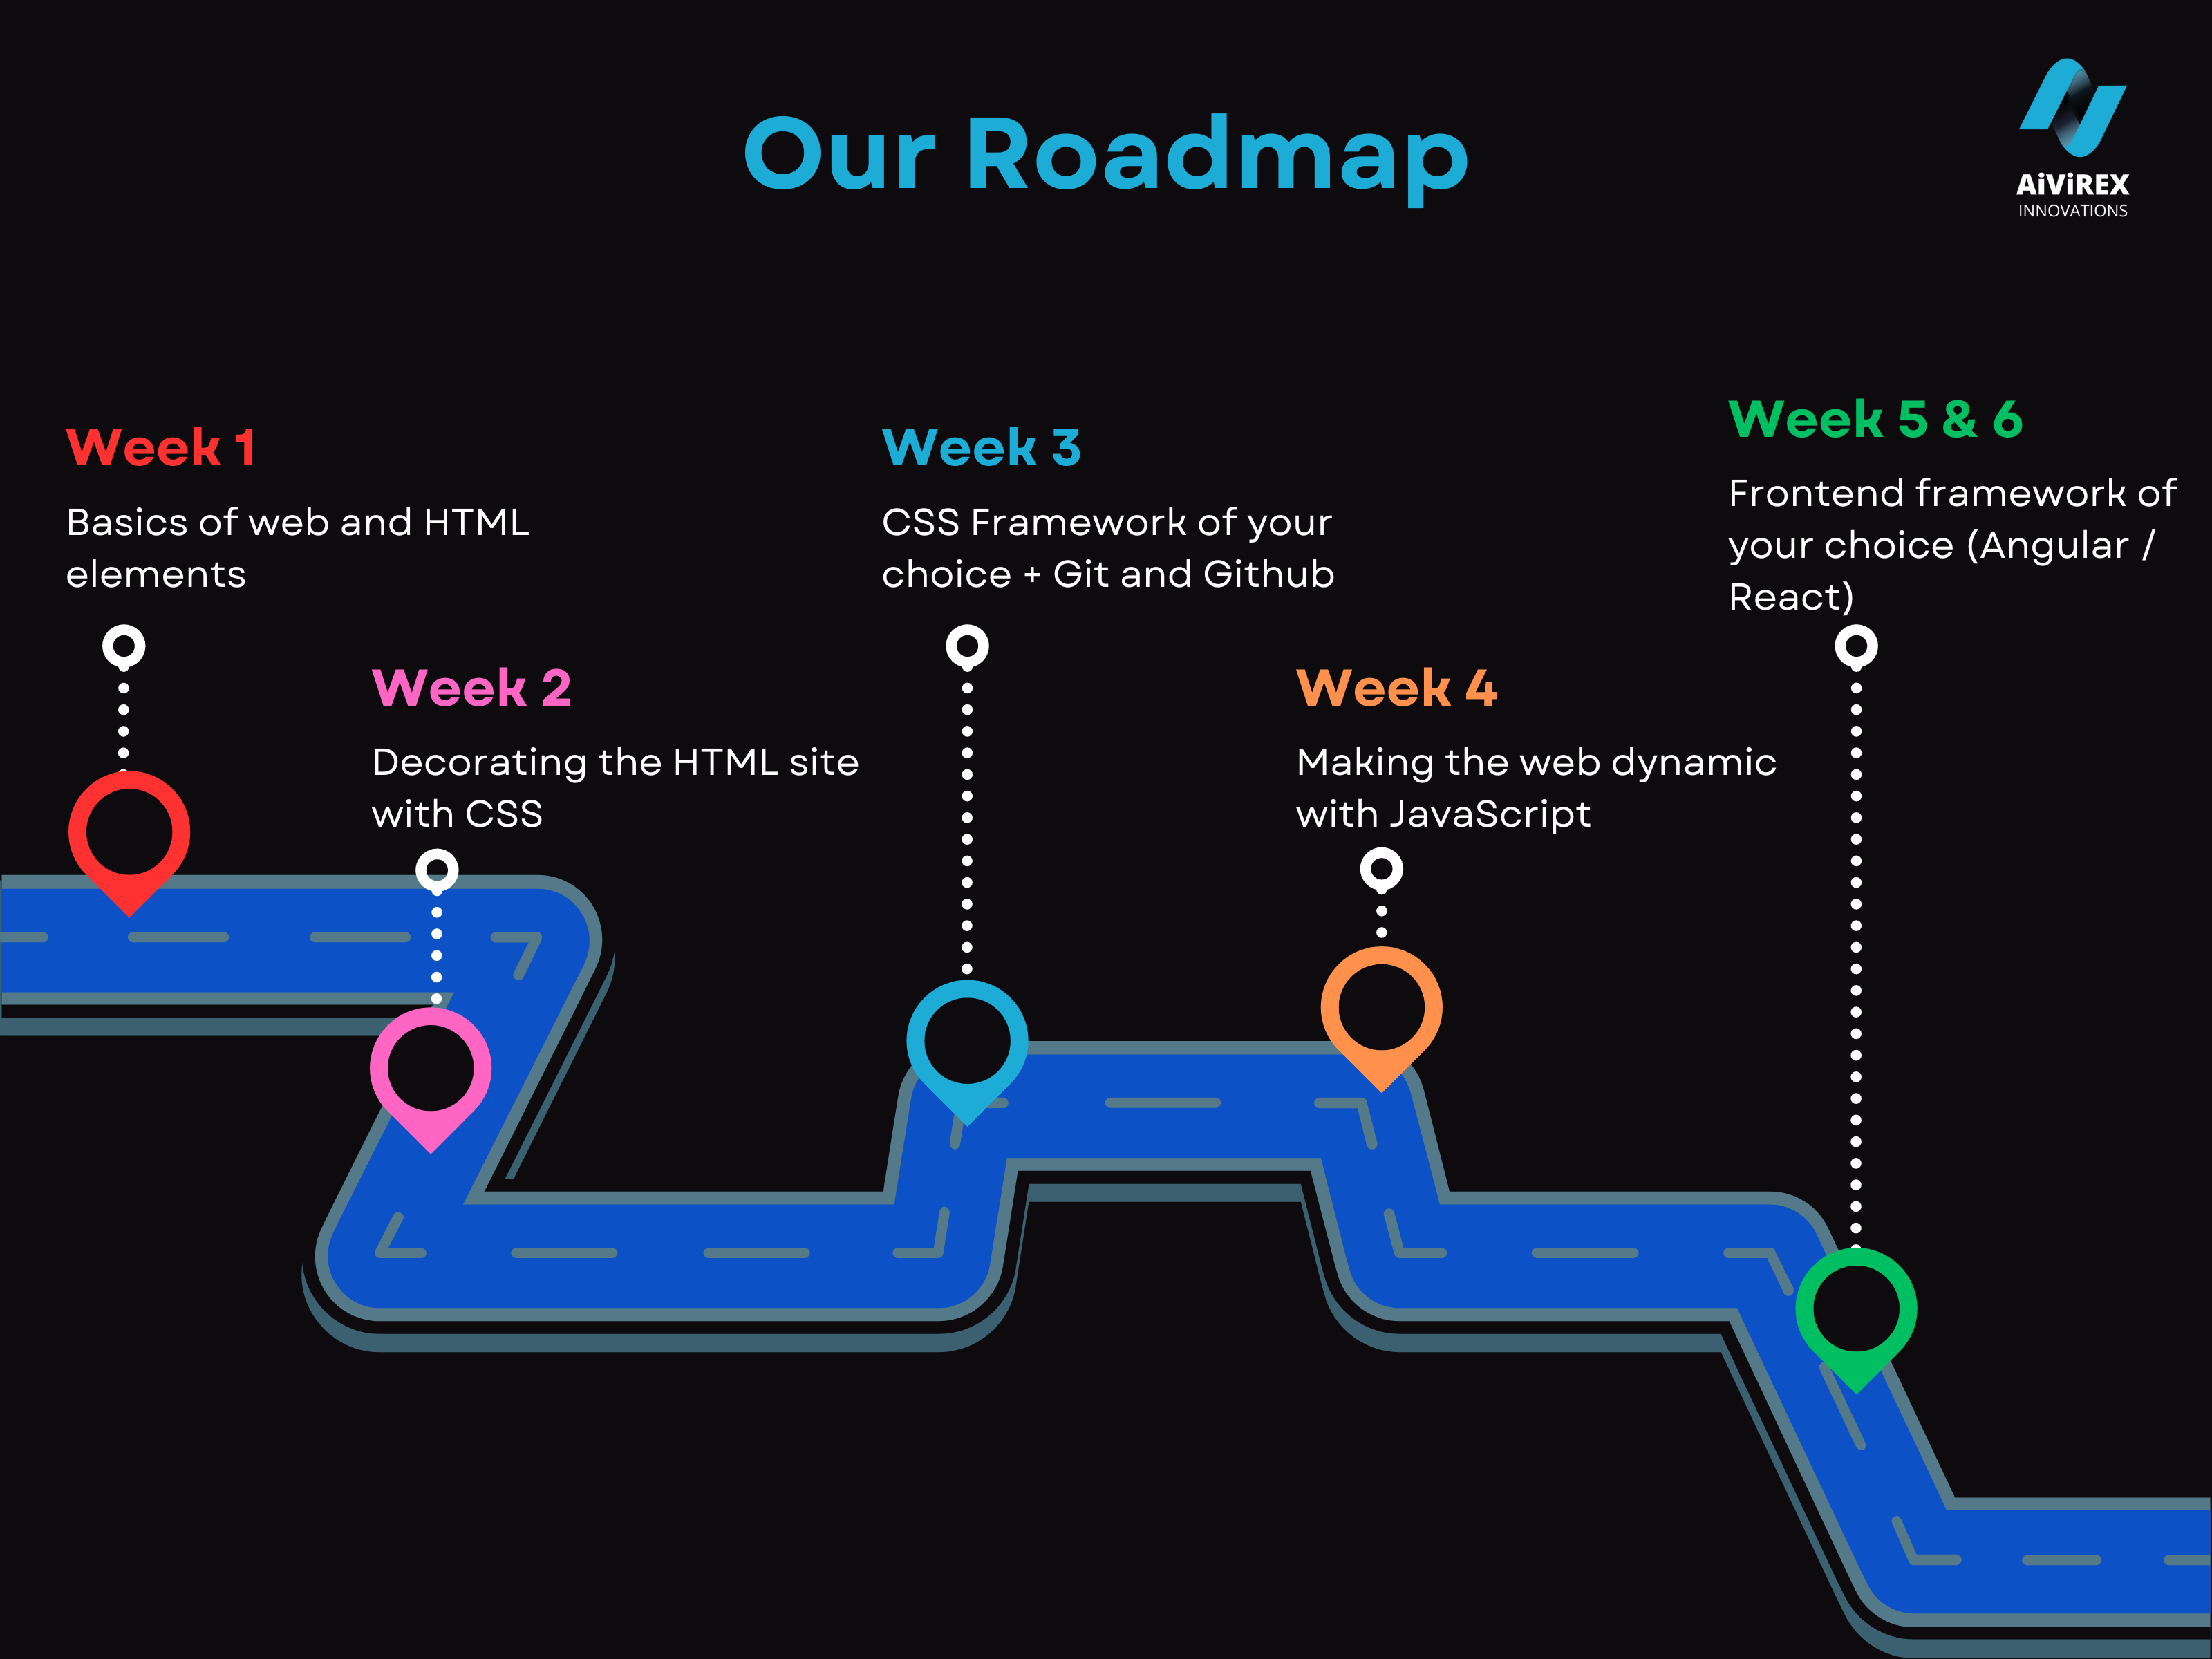 Our Roadmap
AiViREX
INNOVATIONS
Week 1
Basics of web and HTML
elements
Week 2
Decorating the HTML site
with CSS
Week 3
CSS Framework of your
choice + Git and Github
Week 4
Making the web dynamic
with JavaScript
Week 5 & 6
Frontend framework of
your choice (Angular /
React)